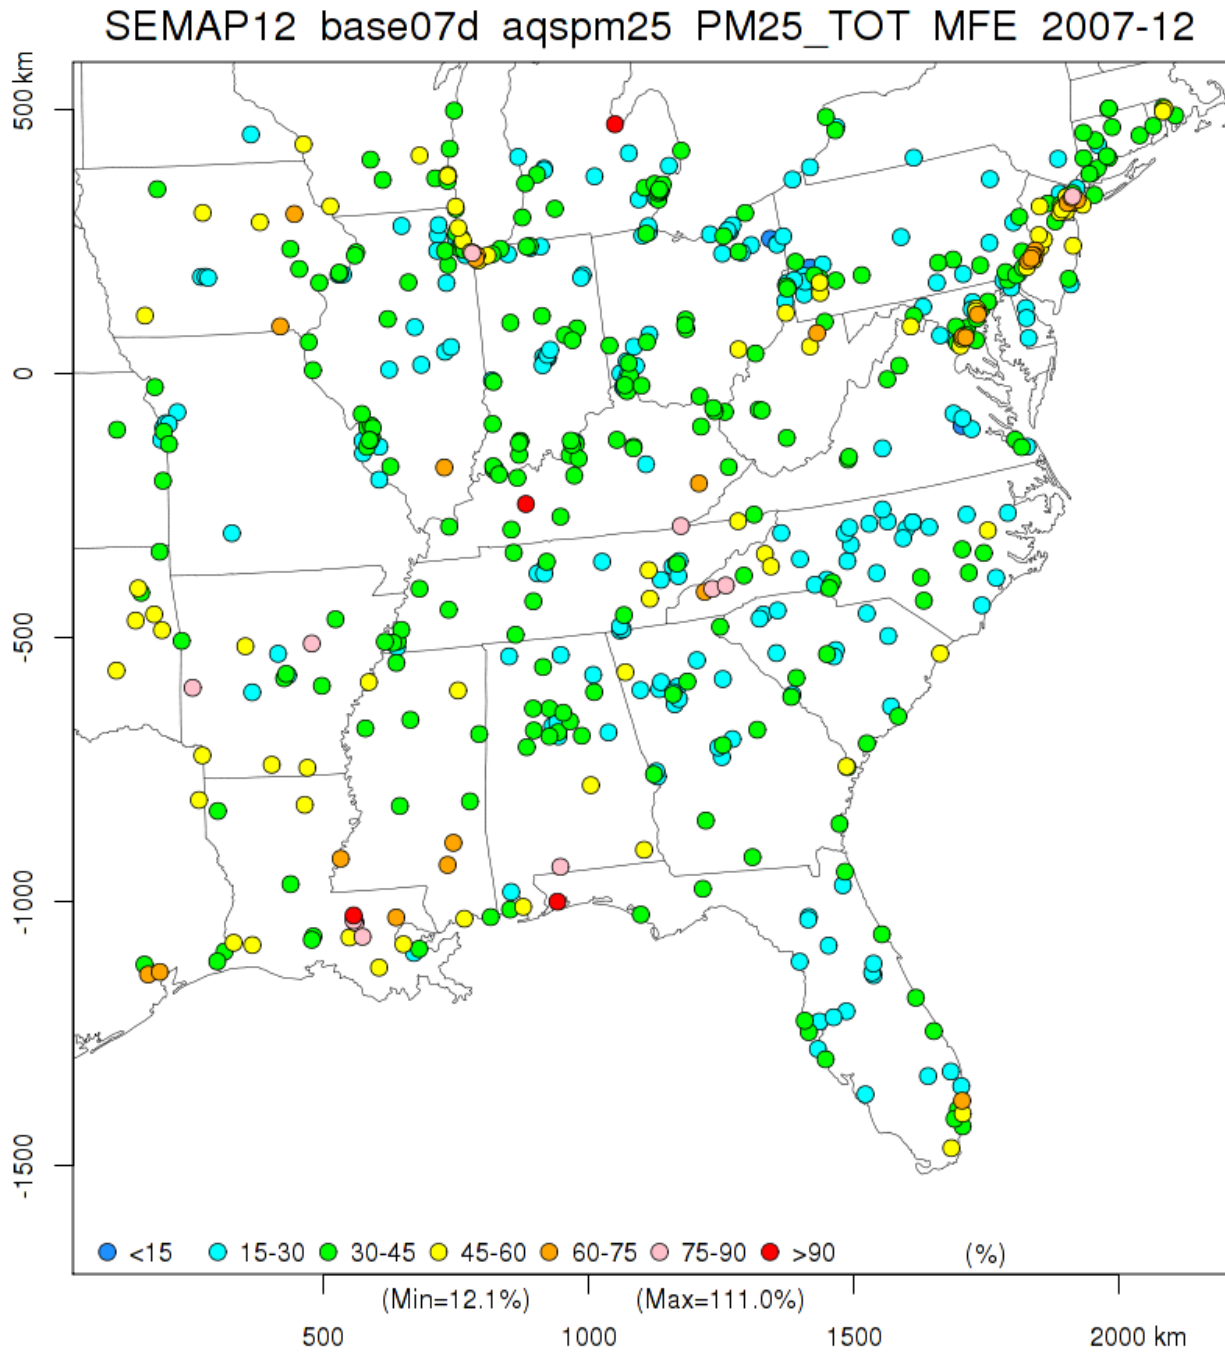 SEMAP12 base07d aqspm25 PM25_TOT MFE 2007-12
500 km
0
-500
-1000
-1500
<15 15-30 30-45 45-60 60-75 75-90 >90 (%)
(Min=12.1%) (Max=111.0%)
500 1000 1500 2000 km